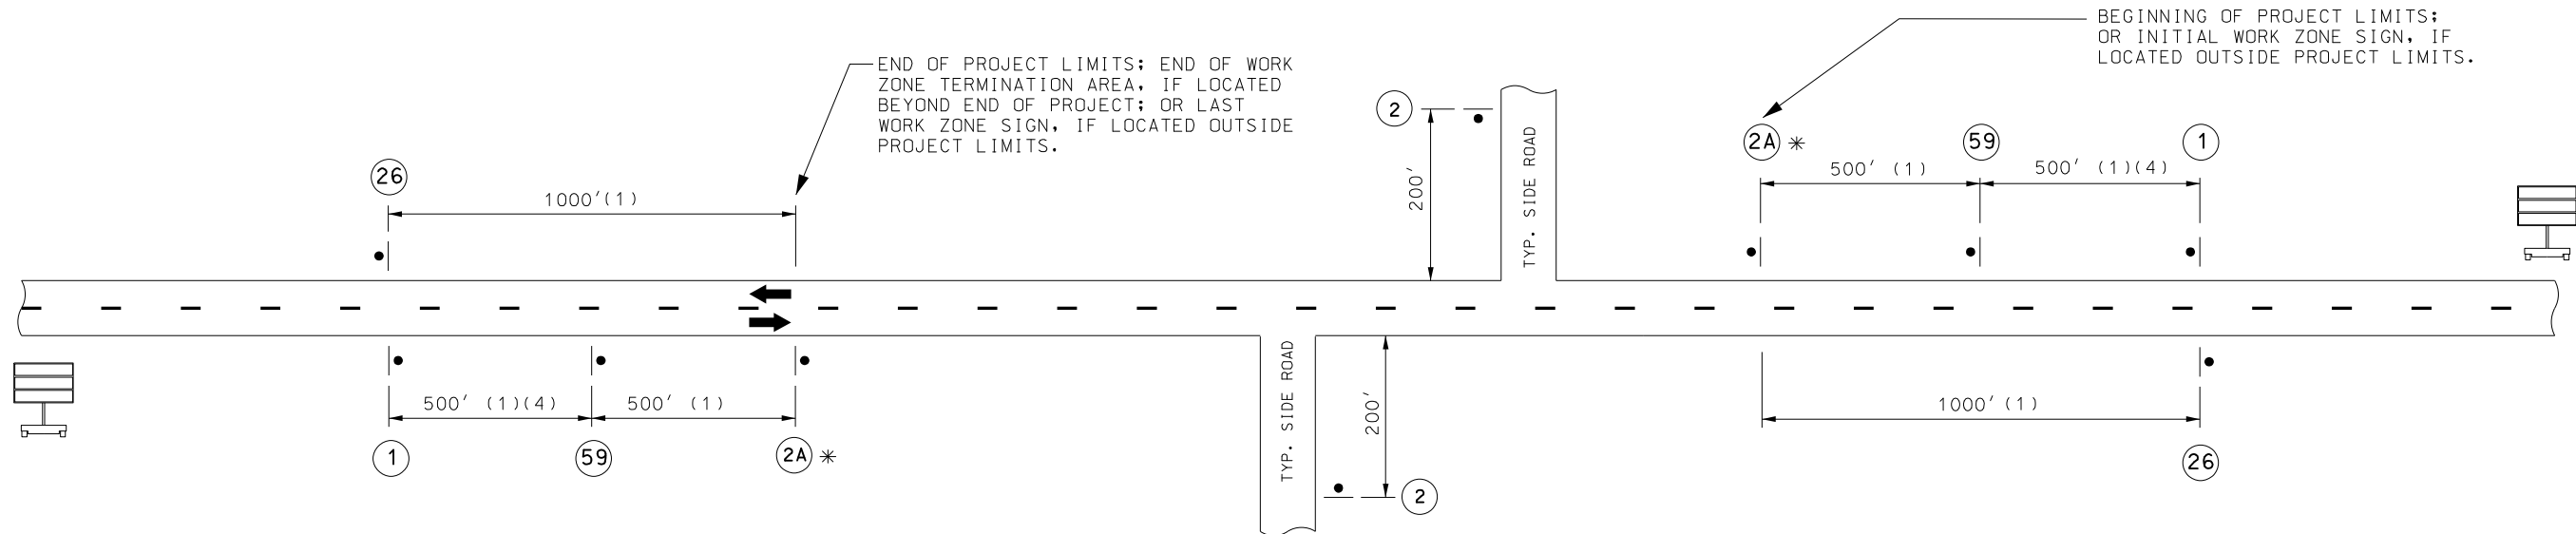 BEGINNING OF PROJECT LIMITS;
OR INITIAL WORK ZONE SIGN, IF
LOCATED OUTSIDE PROJECT LIMITS.
END OF PROJECT LIMITS; END OF WORK
ZONE TERMINATION AREA, IF LOCATED
BEYOND END OF PROJECT; OR LAST
WORK ZONE SIGN, IF LOCATED OUTSIDE
PROJECT LIMITS.
26
1000'(1)
2
200'
TYP. SIDE ROAD
2A *
59
1
500' (1)
500' (1)(4)
500' (1)(4)
500' (1)
1
59
2A *
TYP. SIDE ROAD
200'
2
1000'(1)
26